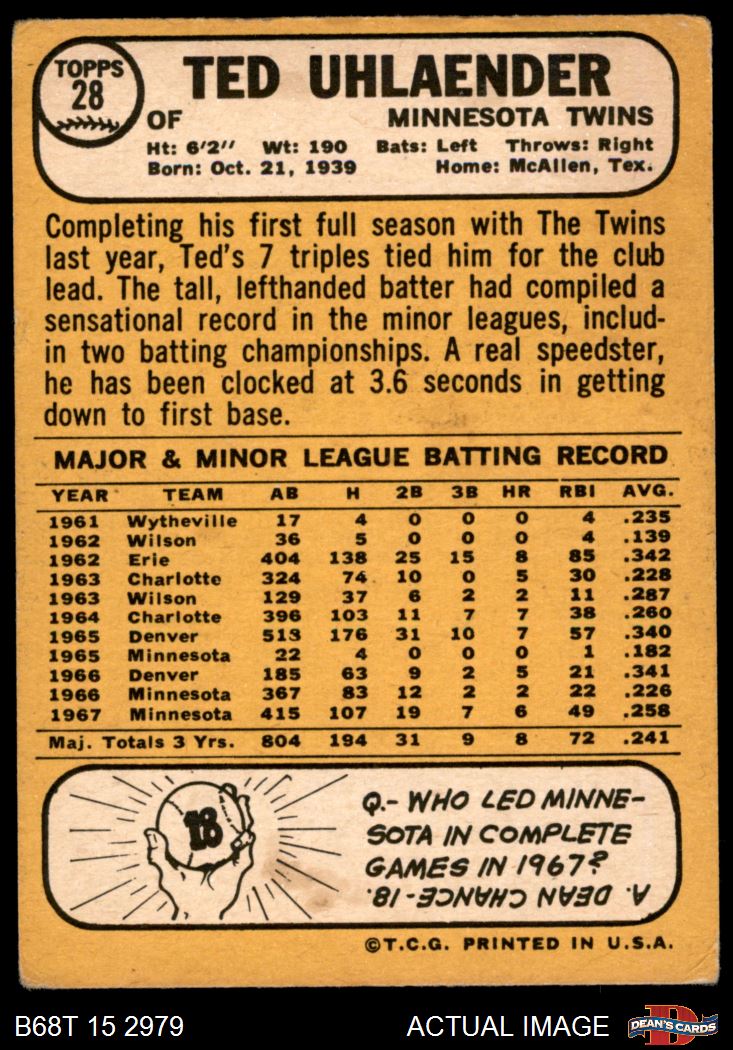 TOPPS
28
TED UHLAENDER
OF MINNESOTA TWINS
Ht: 6'2" Wt: 190 Bats: Left Throws: Right
Born: Oct. 21, 1939 Home: McAllen, Tex.
Completing his first full season with The Twins
last year, Ted's 7 triples tied him for the club
lead. The tall, lefthanded batter had compiled a
sensational record in the minor leagues, includ-
in two batting championships. A real speedster,
he has been clocked at 3.6 seconds in getting
down to first base.
MAJOR & MINOR LEAGUE BATTING RECORD
YEAR TEAM AB H 2B 3B HR RBI AVG.
1961 Wytheville 17 4 0 0 0 4 .235
1962 Wilson 36 5 0 0 0 4 .139
1962 Erie 404 138 25 15 8 85 .342
1963 Charlotte 324 74 10 0 5 30 .228
1963 Wilson 129 37 6 2 2 11 .287
1964 Charlotte 396 103 11 7 7 38 .260
1965 Denver 513 176 31 10 7 57 .340
1965 Minnesota 22 4 0 0 0 1 .182
1966 Denver 185 63 9 2 5 21 .341
1966 Minnesota 367 83 12 2 2 22 .226
1967 Minnesota 415 107 19 7 6 49 .258
Maj. Totals 3 Yrs. 804 194 31 9 8 72 .241
18
Q.- WHO LED MINNE-
SOTA IN COMPLETE
GAMES IN 1967?
A. DEAN CHANCE-18.
©T.C.G. PRINTED IN U.S.A.
B68T 15 2979 ACTUAL IMAGE
D
DEAN'S CARDS